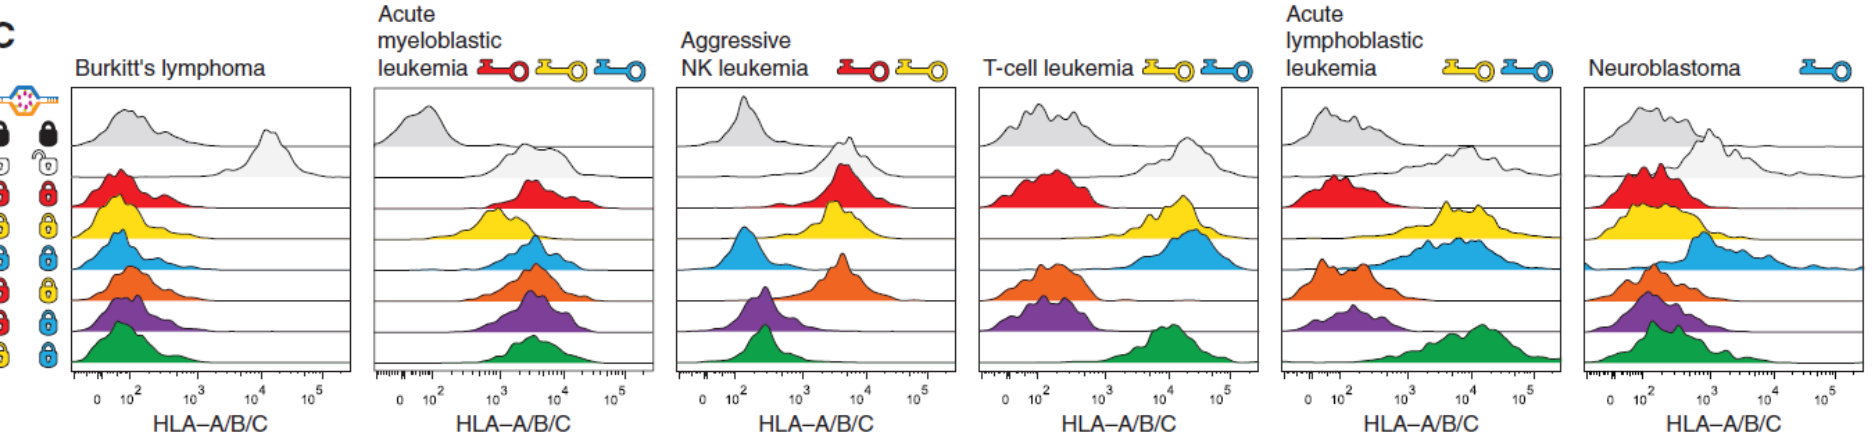 C
Burkitt's lymphoma
Acute
myeloblastic
leukemia
Aggressive
NK leukemia
T-cell leukemia
Acute
lymphoblastic
leukemia
Neuroblastoma
0 10² 10³ 10⁴ 10⁵
0 10² 10³ 10⁴ 10⁵
0 10² 10³ 10⁴ 10⁵
0 10² 10³ 10⁴ 10⁵
0 10² 10³ 10⁴ 10⁵
0 10² 10³ 10⁴ 10⁵
HLA–A/B/C
HLA–A/B/C
HLA–A/B/C
HLA–A/B/C
HLA–A/B/C
HLA–A/B/C